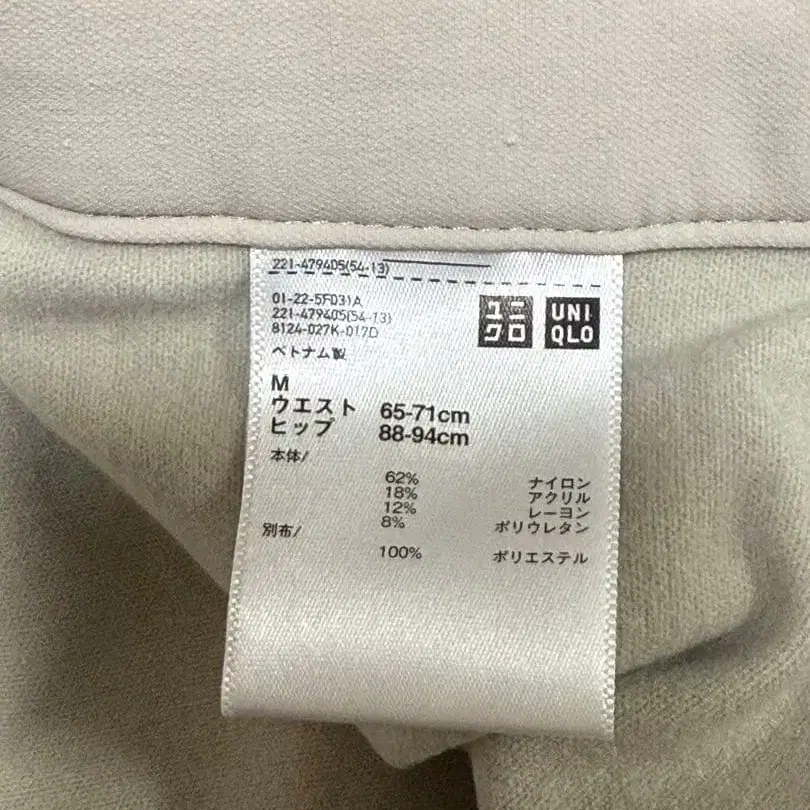 221-479405(54-13)
01-22-5F031A
221-479405(54-13)
8124-027K-017D
ユニクロ
UNIQLO
ベトナム製
M
ウエスト 65-71cm
ヒップ 88-94cm
本体/
62% ナイロン
18% アクリル
12% レーヨン
8% ポリウレタン
別布/
100% ポリエステル